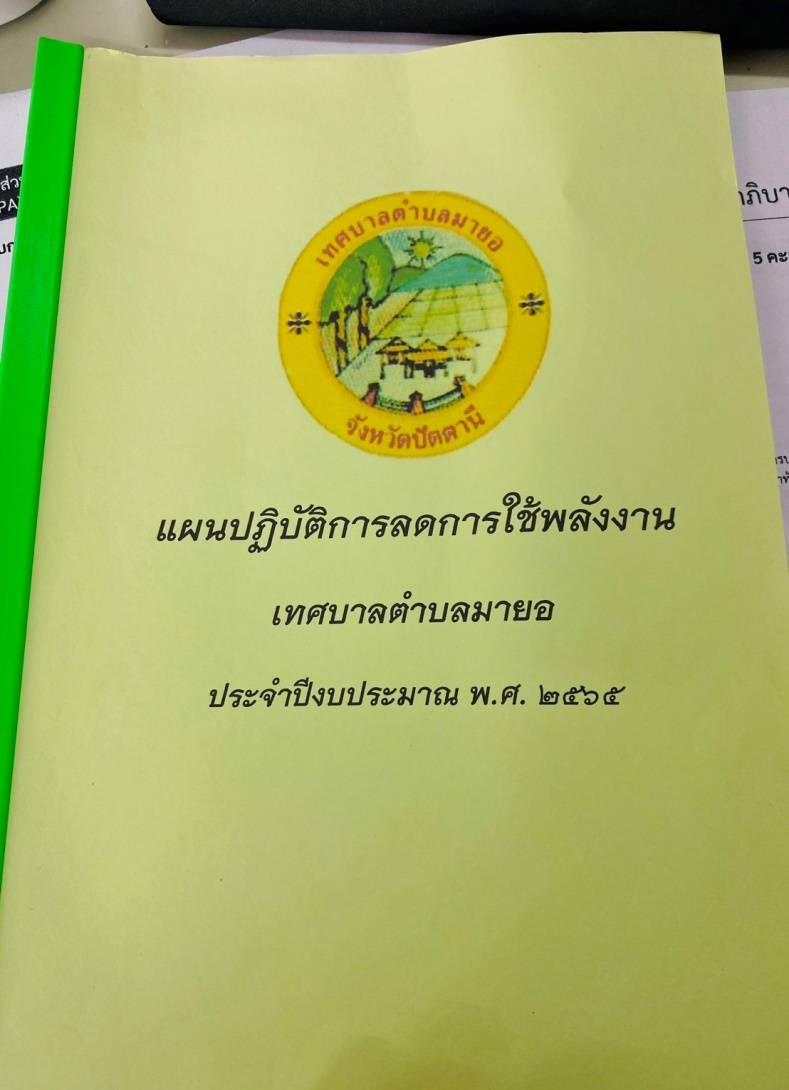 เทศบาลตำบลมายอ
จังหวัดปัตตานี
แผนปฏิบัติการลดการใช้พลังงาน
เทศบาลตำบลมายอ
ประจำปีงบประมาณ พ.ศ. ๒๕๖๕
5